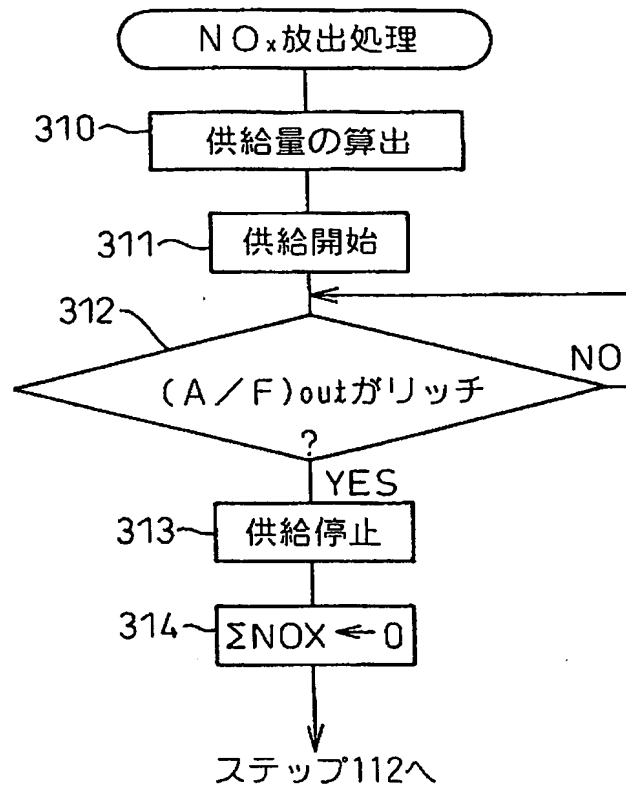 NOx放出処理
310
供給量の算出
311
供給開始
312
NO
(A/F)outがリッチ
?
YES
313
供給停止
314
ΣNOX ← 0
ステップ112へ